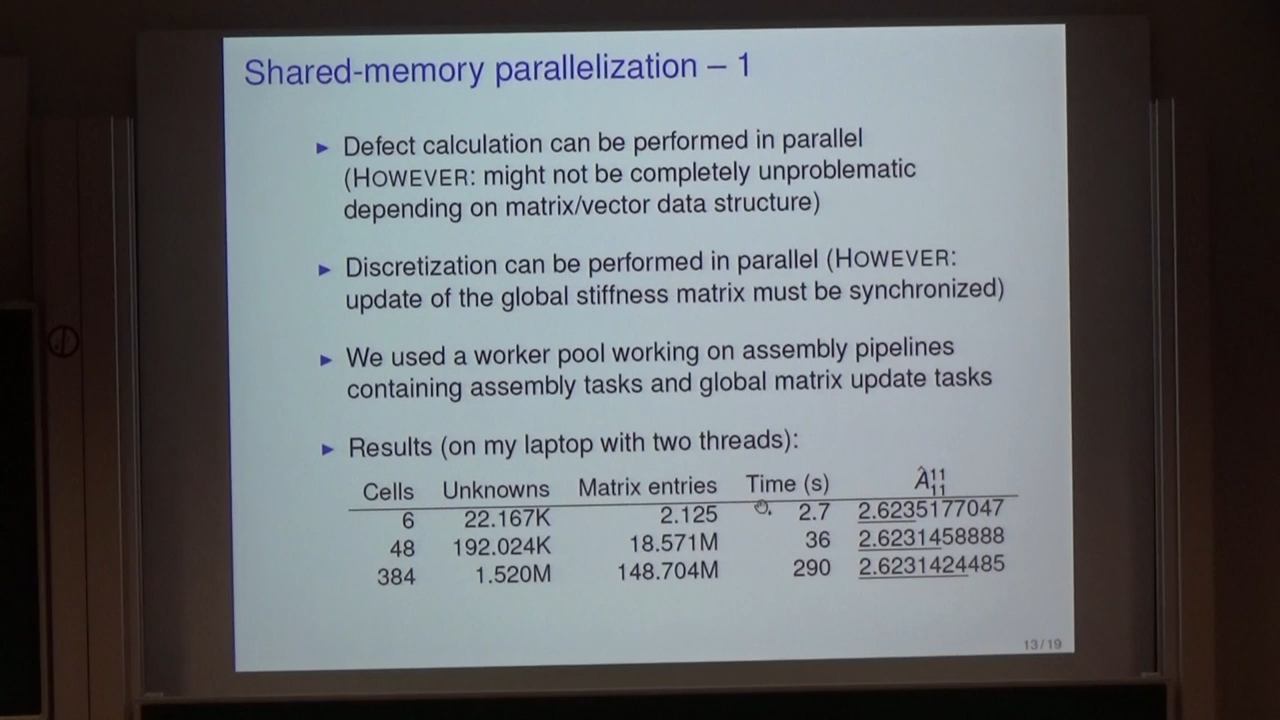 Shared-memory parallelization – 1
► Defect calculation can be performed in parallel
(HOWEVER: might not be completely unproblematic
depending on matrix/vector data structure)
► Discretization can be performed in parallel (HOWEVER:
update of the global stiffness matrix must be synchronized)
► We used a worker pool working on assembly pipelines
containing assembly tasks and global matrix update tasks
► Results (on my laptop with two threads):
Cells Unknowns Matrix entries Time (s) Â¹¹₁₁
6 22.167K 2.125 2.7 2.6235177047
48 192.024K 18.571M 36 2.6231458888
384 1.520M 148.704M 290 2.6231424485
13/19